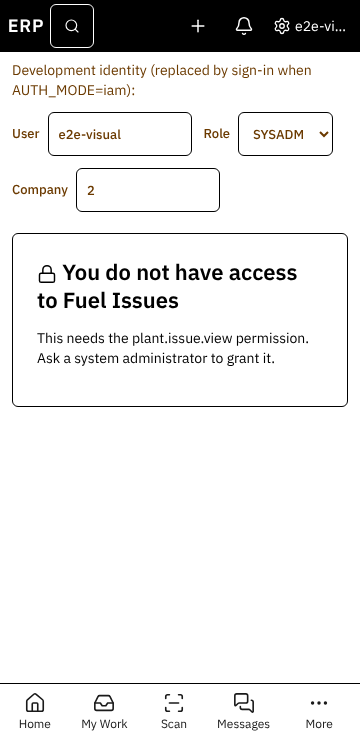 ERP
e2e-vi...
Development identity (replaced by sign-in when
AUTH_MODE=iam):
User e2e-visual Role SYSADM
Company 2
You do not have access
to Fuel Issues
This needs the plant.issue.view permission.
Ask a system administrator to grant it.
Home My Work Scan Messages More